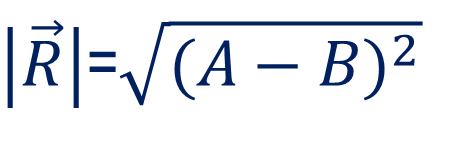 |R⃗|=√(A − B)²